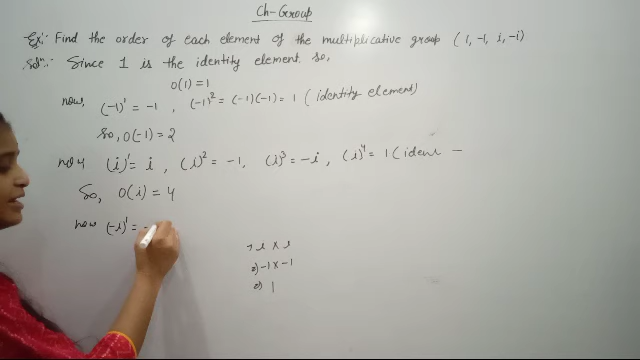 Ch-Group
Ex:- Find the order of each element of the multiplicative group (1, -1, i, -i)
Solⁿ:- Since 1 is the identity element. So,
O(1) = 1
now, (-1)¹ = -1 , (-1)² = (-1)(-1) = 1 (identity element)
So, O(-1) = 2
now (i)¹ = i, (i)² = -1, (i)³ = -i, (i)⁴ = 1 (iden
So, O(i) = 4
now (-i)¹ = -
i x i
-1 x -1
1